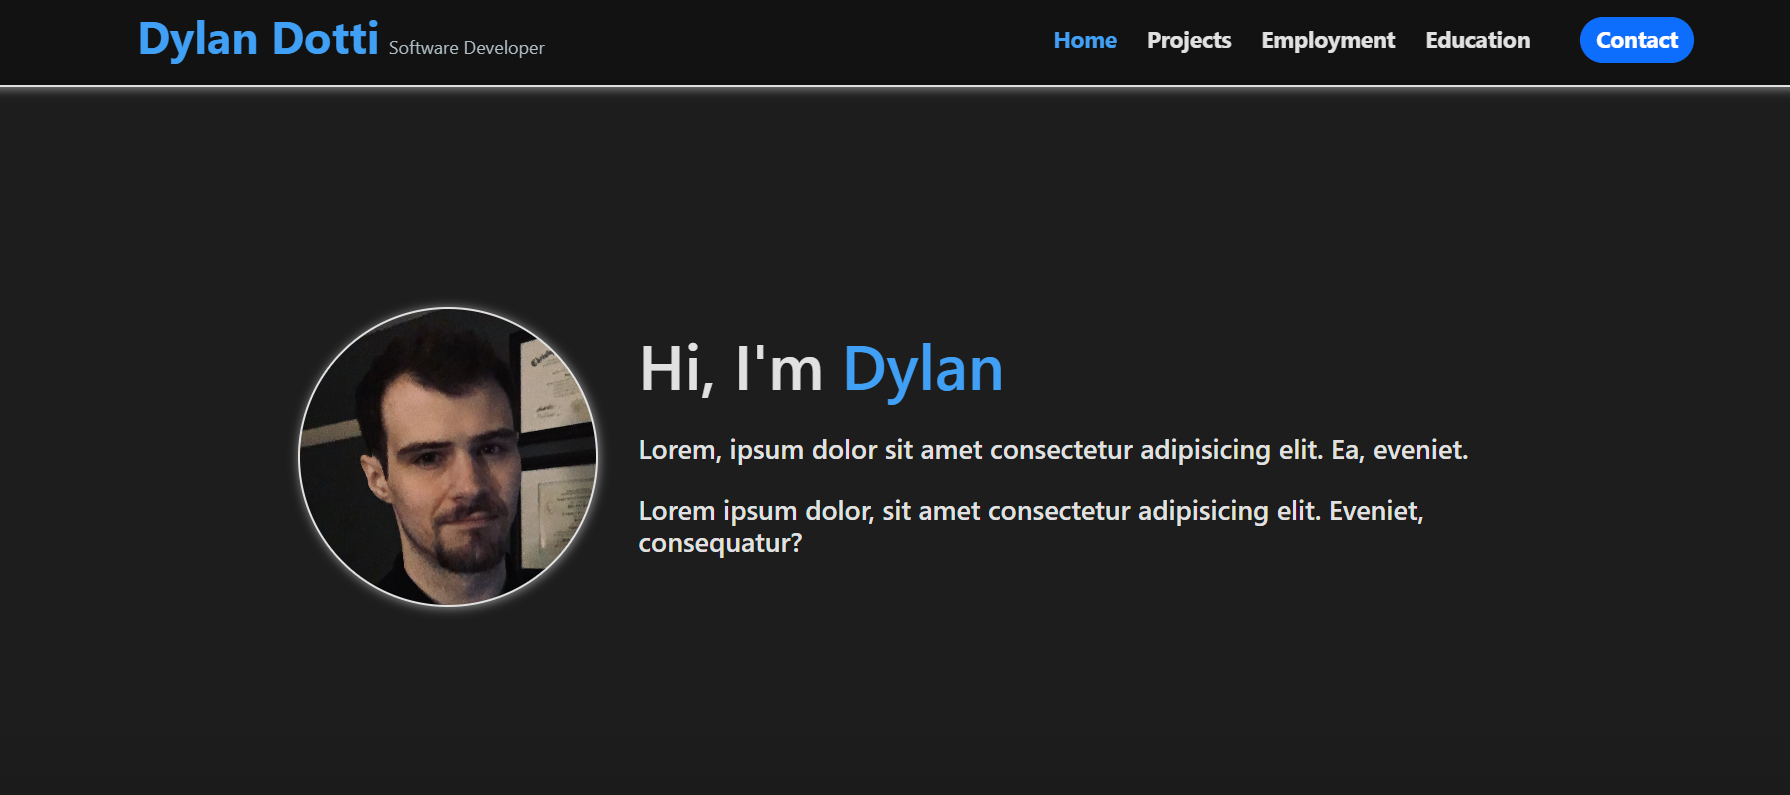 Dylan Dotti Software Developer
Home Projects Employment Education Contact
Hi, I'm Dylan
Lorem, ipsum dolor sit amet consectetur adipisicing elit. Ea, eveniet.
Lorem ipsum dolor, sit amet consectetur adipisicing elit. Eveniet,
consequatur?